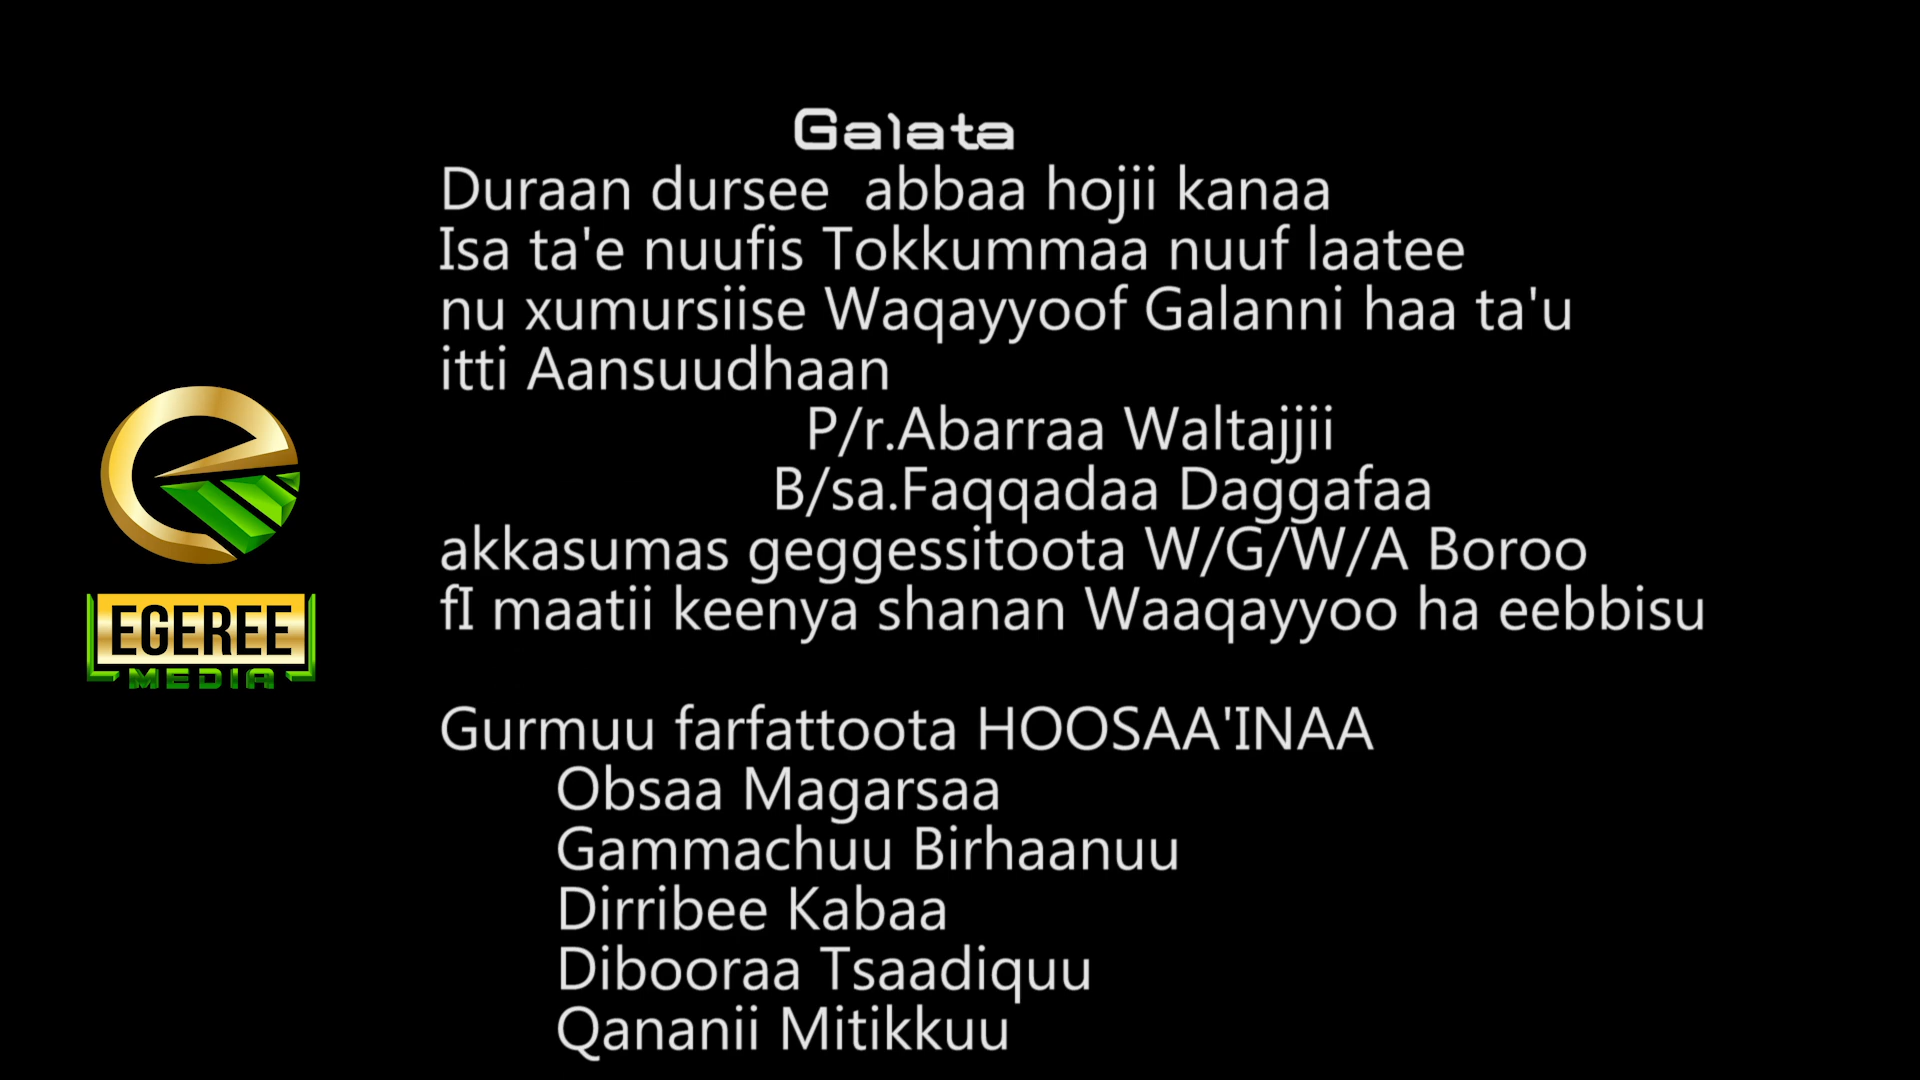 Galata
Duraan dursee abbaa hojii kanaa
Isa ta'e nuufis Tokkummaa nuuf laatee
nu xumursiise Waqayyoof Galanni haa ta'u
itti Aansuudhaan
P/r.Abarraa Waltajjii
B/sa.Faqqadaa Daggafaa
akkasumas geggessitoota W/G/W/A Boroo
fI maatii keenya shanan Waaqayyoo ha eebbisu
EGEREE
MEDIA
Gurmuu farfattoota HOOSAA'INAA
Obsaa Magarsaa
Gammachuu Birhaanuu
Dirribee Kabaa
Dibooraa Tsaadiquu
Qananii Mitikkuu